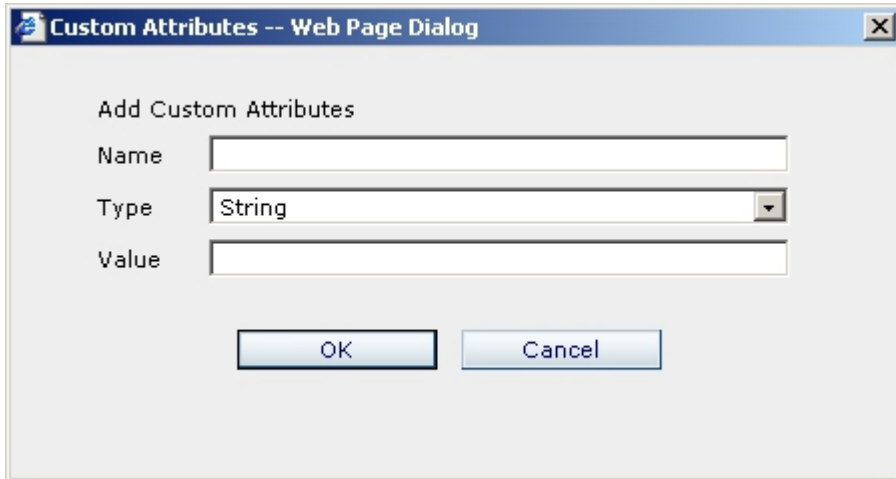 Custom Attributes -- Web Page Dialog
Add Custom Attributes
Name
Type String
Value
OK Cancel